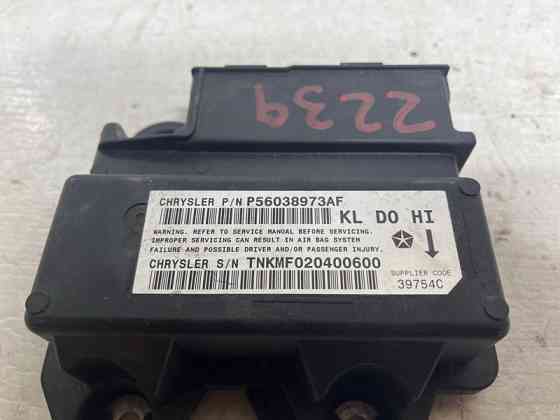 2239
CHRYSLER P/N P56038973AF
KL DO HI
WARNING. REFER TO SERVICE MANUAL BEFORE SERVICING.
IMPROPER SERVICING CAN RESULT IN AIR BAG SYSTEM
FAILURE AND POSSIBLE DRIVER AND/OR PASSENGER INJURY.
CHRYSLER S/N TNKMF020400600
SUPPLIER CODE
39754C